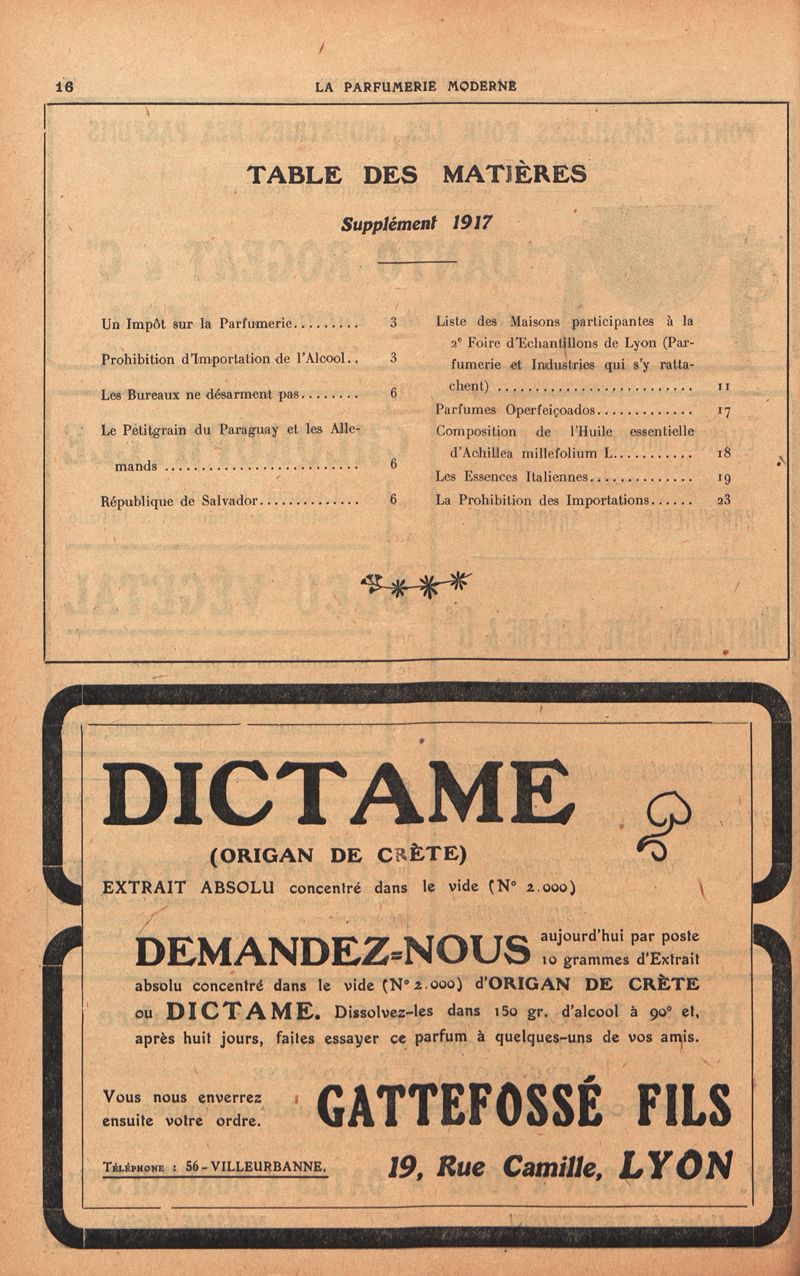 16
LA PARFUMERIE MODERNE
TABLE DES MATIÈRES
Supplément 1917
Un Impôt sur la Parfumerie......... 3
Prohibition d'Importation de l'Alcool.. 3
Les Bureaux ne désarment pas........ 6
Le Pétitgrain du Paraguay et les Alle-
mands .......................... 6
République de Salvador.............. 6
Liste des Maisons participantes à la
2e Foire d'Echantillons de Lyon (Par-
fumerie et Industries qui s'y ratta-
chent) .......................... 11
Parfumes Operfeiçoados............. 17
Composition de l'Huile essentielle
d'Achillea millefolium L........... 18
Les Essences Italiennes.............. 19
La Prohibition des Importations...... 23
DICTAME
(ORIGAN DE CRÈTE)
EXTRAIT ABSOLU concentré dans le vide (N° 2.000)
DEMANDEZ=NOUS aujourd'hui par poste
10 grammes d'Extrait
absolu concentré dans le vide (N° 2.000) d'ORIGAN DE CRÈTE
ou DICTAME. Dissolvez-les dans 150 gr. d'alcool à 90° et,
après huit jours, faites essayer ce parfum à quelques-uns de vos amis.
Vous nous enverrez
ensuite votre ordre.
GATTEFOSSÉ FILS
TÉLÉPHONE : 56-VILLEURBANNE.
19, Rue Camille, LYON